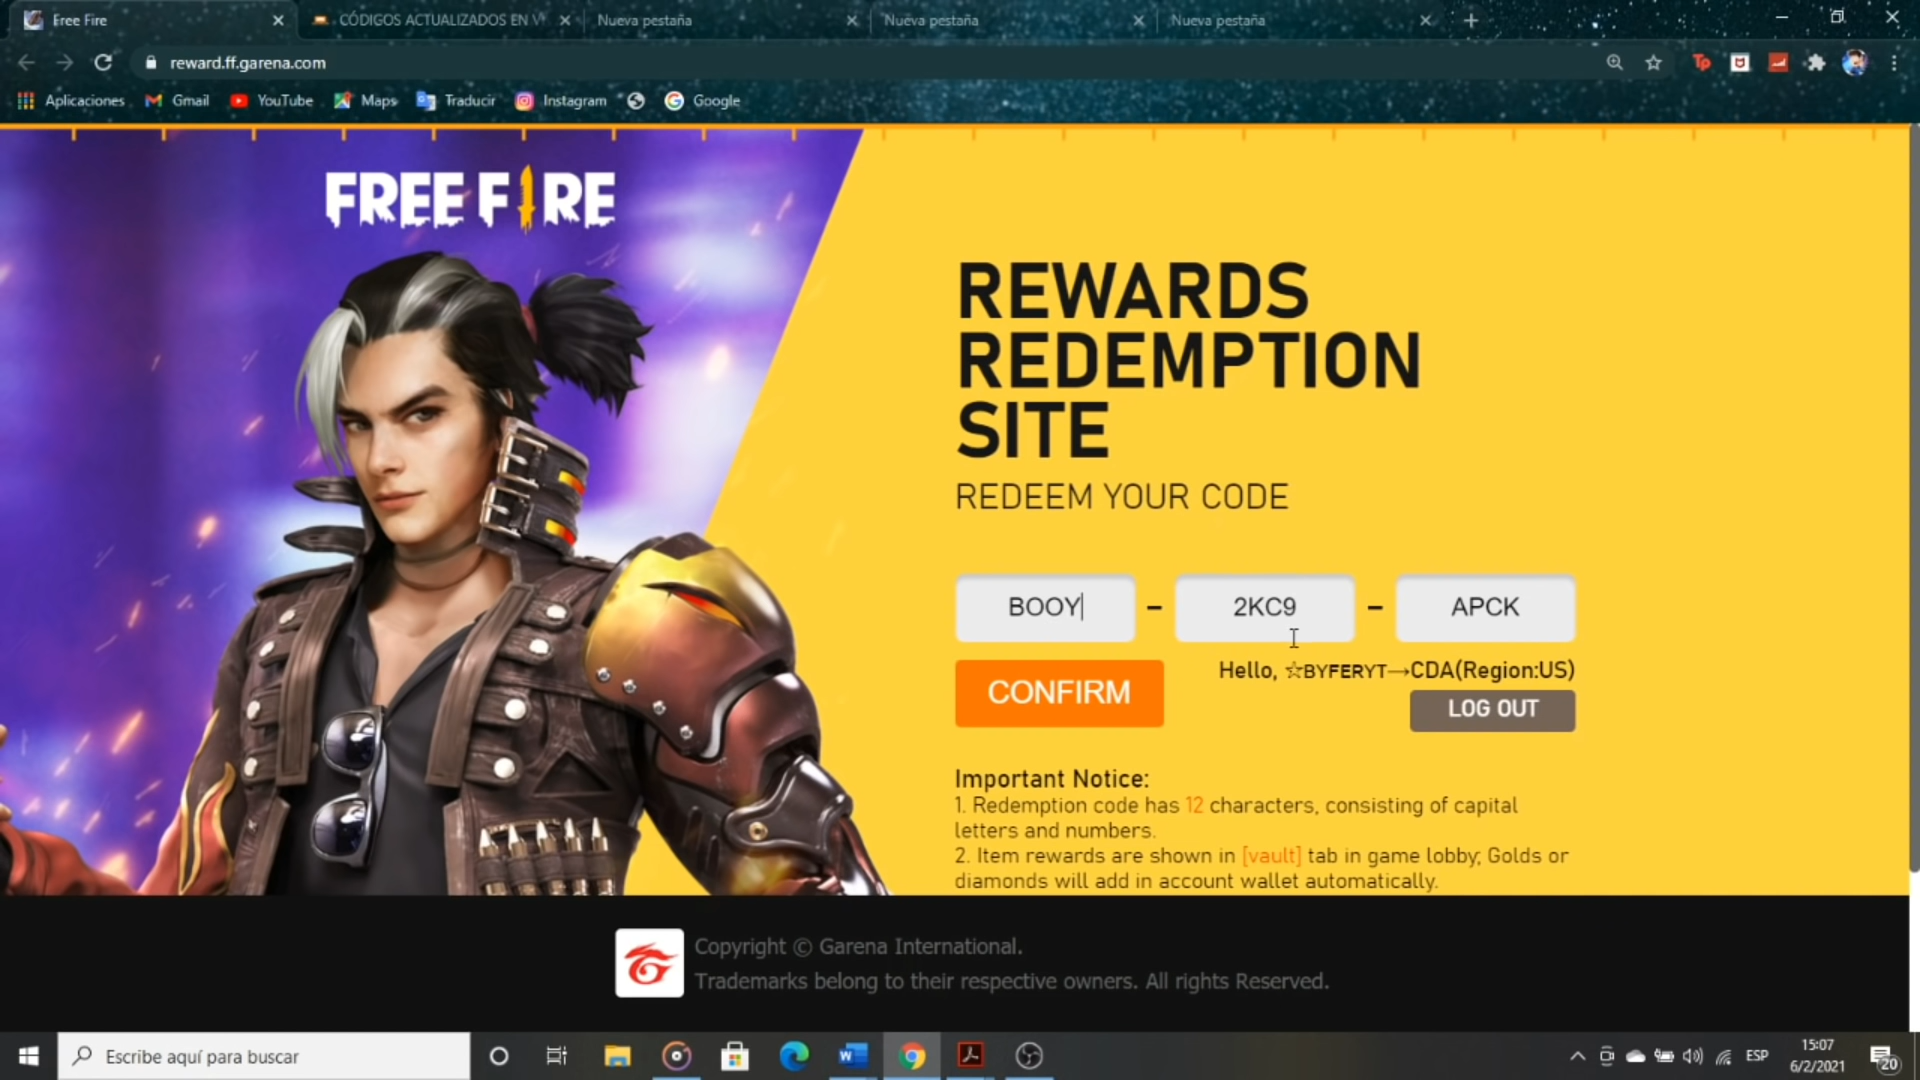 Free Fire
CÓDIGOS ACTUALIZADOS EN V
Nueva pestaña
Nueva pestaña
Nueva pestaña
reward.ff.garena.com
Aplicaciones
Gmail
YouTube
Maps
Traducir
Instagram
Google
FREE FIRE
REWARDS
REDEMPTION
SITE
REDEEM YOUR CODE
BOOY - 2KC9 - APCK
CONFIRM
Hello, ☆BYFERYT→CDA(Region:US)
LOG OUT
Important Notice:
1. Redemption code has 12 characters, consisting of capital
letters and numbers.
2. Item rewards are shown in [vault] tab in game lobby; Golds or
diamonds will add in account wallet automatically.
Copyright © Garena International.
Trademarks belong to their respective owners. All rights Reserved.
Escribe aquí para buscar
ESP
15:07
6/2/2021
20